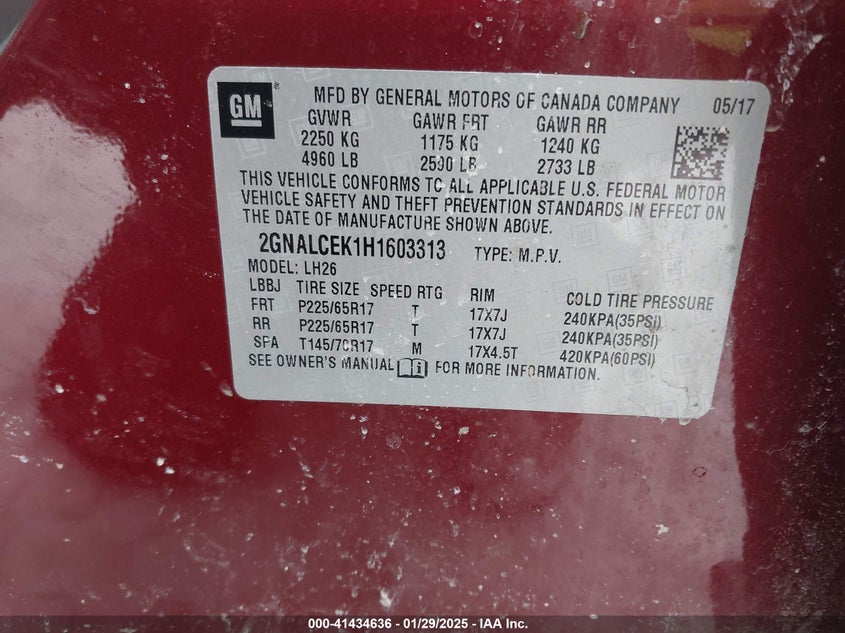 GM ®
MFD BY GENERAL MOTORS OF CANADA COMPANY 05/17
GVWR GAWR FRT GAWR RR
2250 KG 1175 KG 1240 KG
4960 LB 2590 LB 2733 LB
THIS VEHICLE CONFORMS TO ALL APPLICABLE U.S. FEDERAL MOTOR
VEHICLE SAFETY AND THEFT PREVENTION STANDARDS IN EFFECT ON
THE DATE OF MANUFACTURE SHOWN ABOVE.
2GNALCEK1H1603313 TYPE: M.P.V.
MODEL: LH26
LBBJ TIRE SIZE SPEED RTG RIM COLD TIRE PRESSURE
FRT P225/65R17 T 17X7J 240KPA(35PSI)
RR P225/65R17 T 17X7J 240KPA(35PSI)
SPA T145/70R17 M 17X4.5T 420KPA(60PSI)
SEE OWNER'S MANUAL FOR MORE INFORMATION.
000-41434636 - 01/29/2025 - IAAI.com